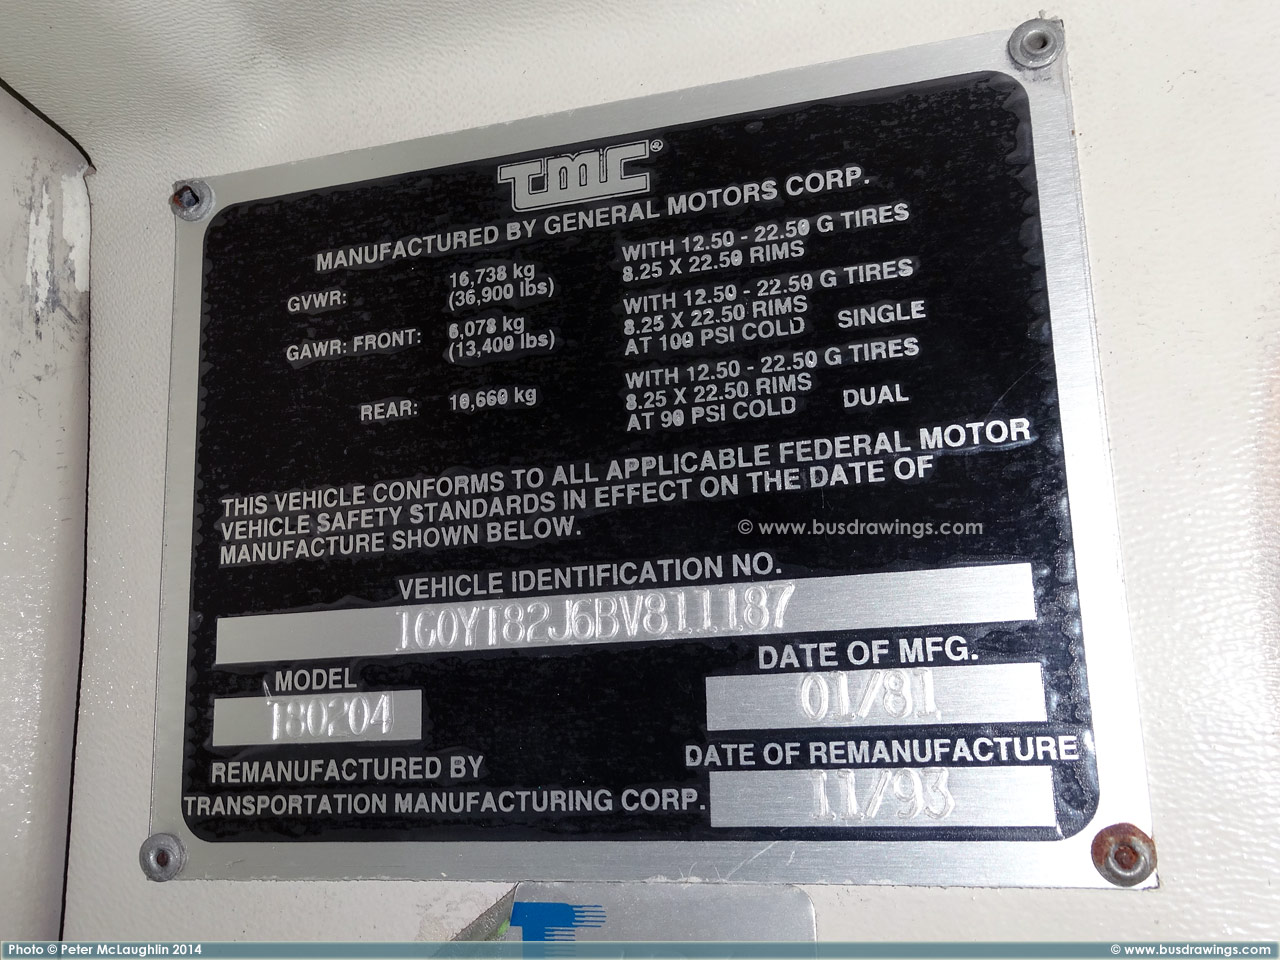 TMC®
MANUFACTURED BY GENERAL MOTORS CORP.
GVWR: 16,738 kg WITH 12.50 - 22.50 G TIRES
(36,900 lbs) 8.25 X 22.50 RIMS
GAWR: FRONT: 6,078 kg WITH 12.50 - 22.50 G TIRES
(13,400 lbs) 8.25 X 22.50 RIMS
AT 100 PSI COLD SINGLE
REAR: 10,660 kg WITH 12.50 - 22.50 G TIRES
8.25 X 22.50 RIMS
AT 90 PSI COLD DUAL
THIS VEHICLE CONFORMS TO ALL APPLICABLE FEDERAL MOTOR
VEHICLE SAFETY STANDARDS IN EFFECT ON THE DATE OF
MANUFACTURE SHOWN BELOW.
© www.busdrawings.com
VEHICLE IDENTIFICATION NO.
1G0YT82J6BV811187
MODEL
T80204
DATE OF MFG.
01/81
REMANUFACTURED BY
TRANSPORTATION MANUFACTURING CORP.
DATE OF REMANUFACTURE
11/93
Photo © Peter McLaughlin 2014
© www.busdrawings.com